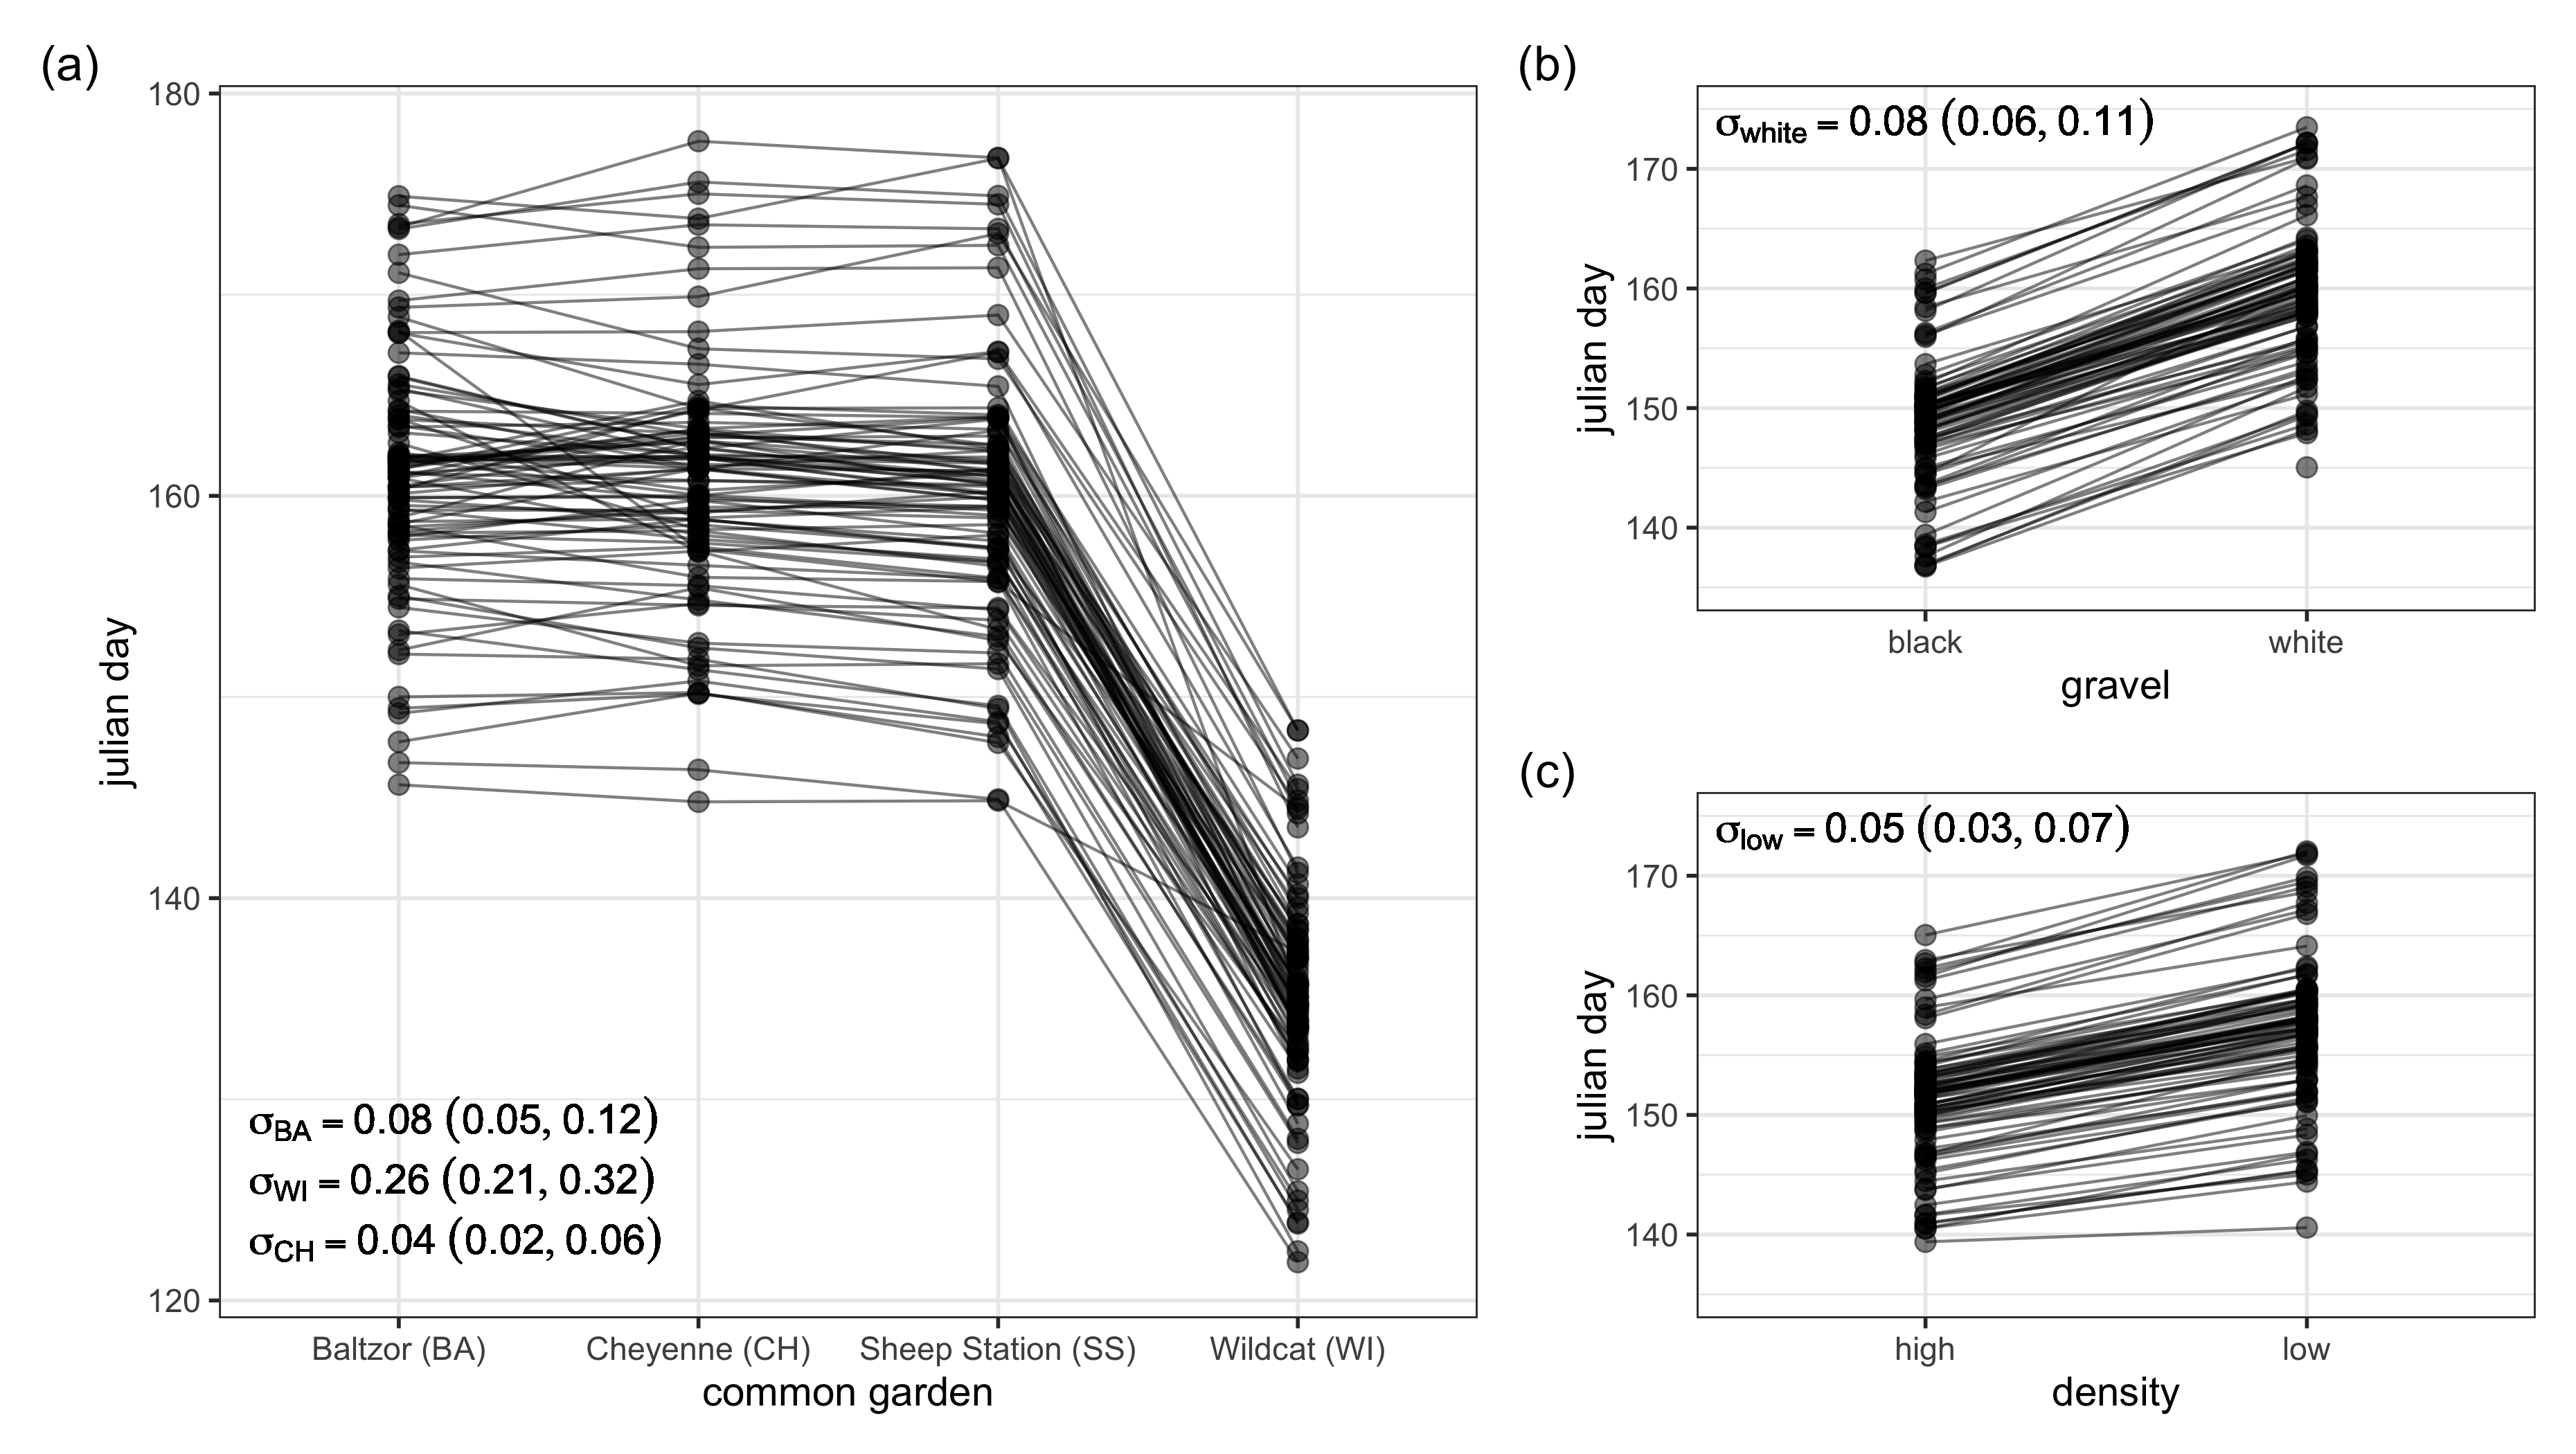 (a)
180
160
140
120
julian day
σBA = 0.08 (0.05, 0.12)
σWI = 0.26 (0.21, 0.32)
σCH = 0.04 (0.02, 0.06)
Baltzor (BA) Cheyenne (CH) Sheep Station (SS) Wildcat (WI)
common garden
(b)
σwhite = 0.08 (0.06, 0.11)
170
160
150
140
julian day
black white
gravel
(c)
σlow = 0.05 (0.03, 0.07)
170
160
150
140
julian day
high low
density